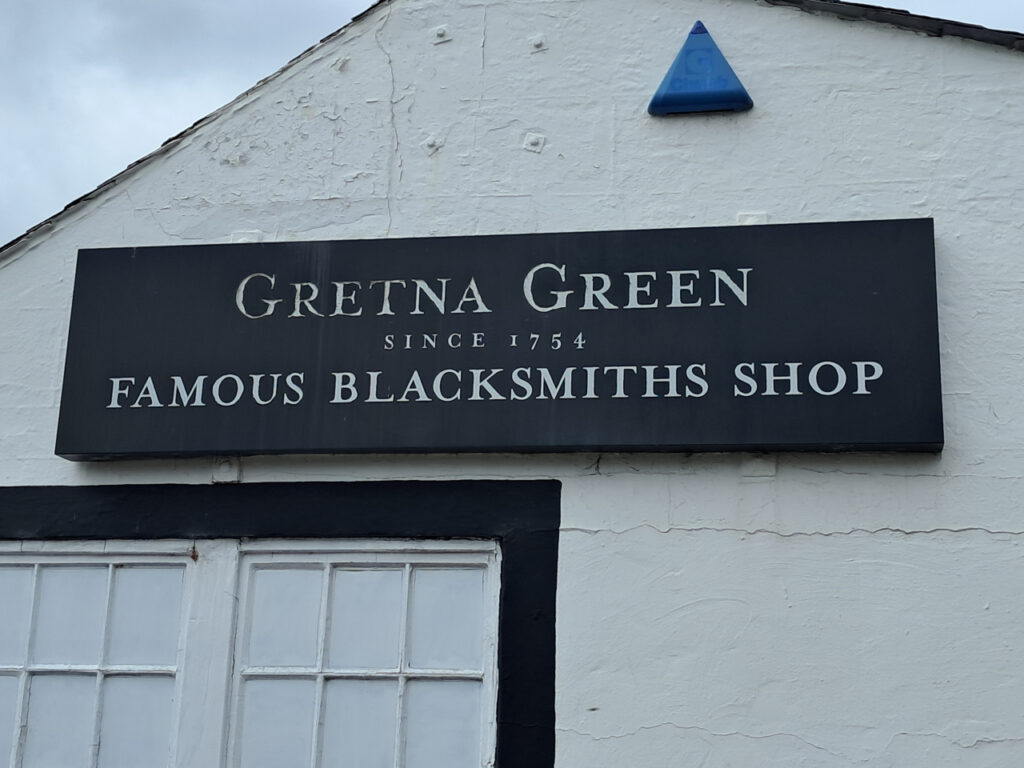 GRETNA GREEN
SINCE 1754
FAMOUS BLACKSMITHS SHOP